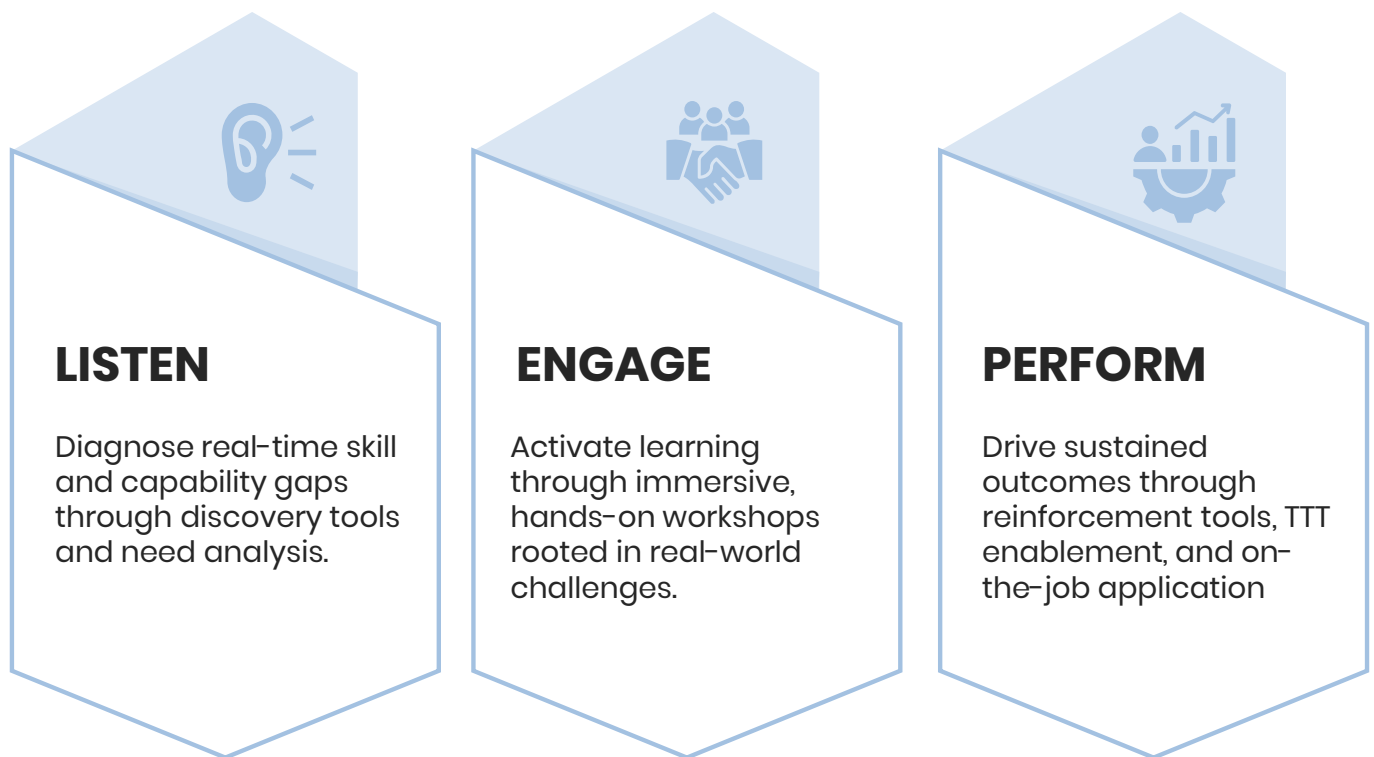 LISTEN
Diagnose real-time skill
and capability gaps
through discovery tools
and need analysis.
ENGAGE
Activate learning
through immersive,
hands-on workshops
rooted in real-world
challenges.
PERFORM
Drive sustained
outcomes through
reinforcement tools, TTT
enablement, and on-
the-job application